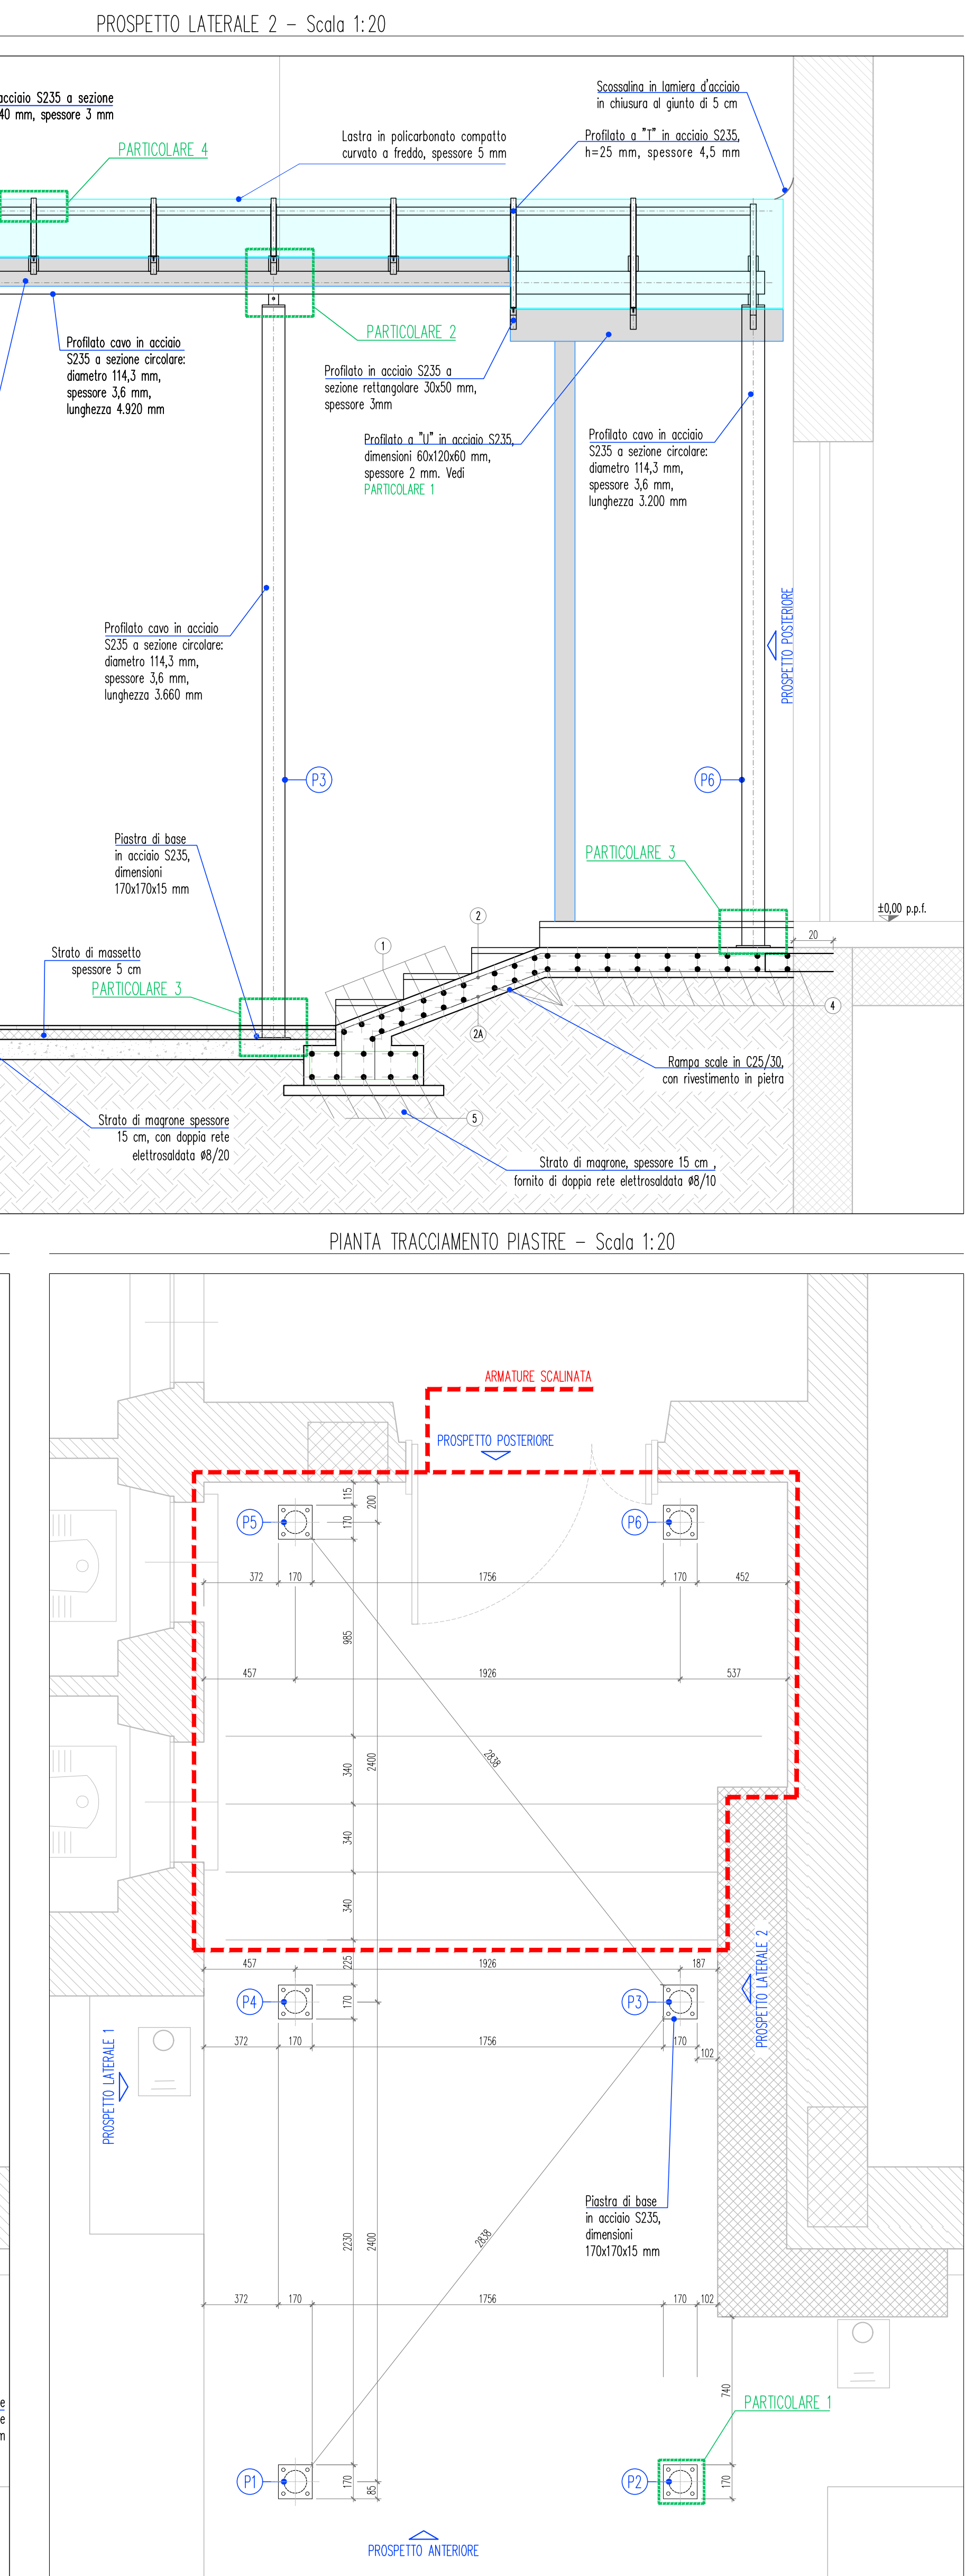 PROSPETTO LATERALE 2 - Scala 1:20
acciaio S235 a sezione
40 mm, spessore 3 mm
PARTICOLARE 4
Lastra in policarbonato compatto
curvato a freddo, spessore 5 mm
Scossalina in lamiera d'acciaio
in chiusura al giunto di 5 cm
Profilato a "T" in acciaio S235,
h=25 mm, spessore 4,5 mm
PARTICOLARE 2
Profilato cavo in acciaio
S235 a sezione circolare:
diametro 114,3 mm,
spessore 3,6 mm,
lunghezza 4.920 mm
Profilato in acciaio S235 a
sezione rettangolare 30x50 mm,
spessore 3mm
Profilato a "U" in acciaio S235,
dimensioni 60x120x60 mm,
spessore 2 mm. Vedi
PARTICOLARE 1
Profilato cavo in acciaio
S235 a sezione circolare:
diametro 114,3 mm,
spessore 3,6 mm,
lunghezza 3.200 mm
PROSPETTO POSTERIORE
Profilato cavo in acciaio
S235 a sezione circolare:
diametro 114,3 mm,
spessore 3,6 mm,
lunghezza 3.660 mm
P3
P6
Piastra di base
in acciaio S235,
dimensioni
170x170x15 mm
PARTICOLARE 3
±0,00 p.p.f.
20
2
1
Strato di massetto
spessore 5 cm
PARTICOLARE 3
4
2A
Rampa scale in C25/30,
con rivestimento in pietra
5
Strato di magrone spessore
15 cm, con doppia rete
elettrosaldata ø8/20
Strato di magrone, spessore 15 cm ,
fornito di doppia rete elettrosaldata ø8/10
PIANTA TRACCIAMENTO PIASTRE - Scala 1:20
ARMATURE SCALINATA
PROSPETTO POSTERIORE
115
200
P5
170
P6
372 170 1756 170 452
985
457 1926 537
2838
340
2400
340
340
457 1926 187
225
P4
170
P3
PROSPETTO LATERALE 2
372 170 1756 170
102
PROSPETTO LATERALE 1
Piastra di base
in acciaio S235,
dimensioni
170x170x15 mm
2230
2400
2838
372 170 1756 170 102
740
PARTICOLARE 1
e
e
m
P1
170
85
P2
170
PROSPETTO ANTERIORE